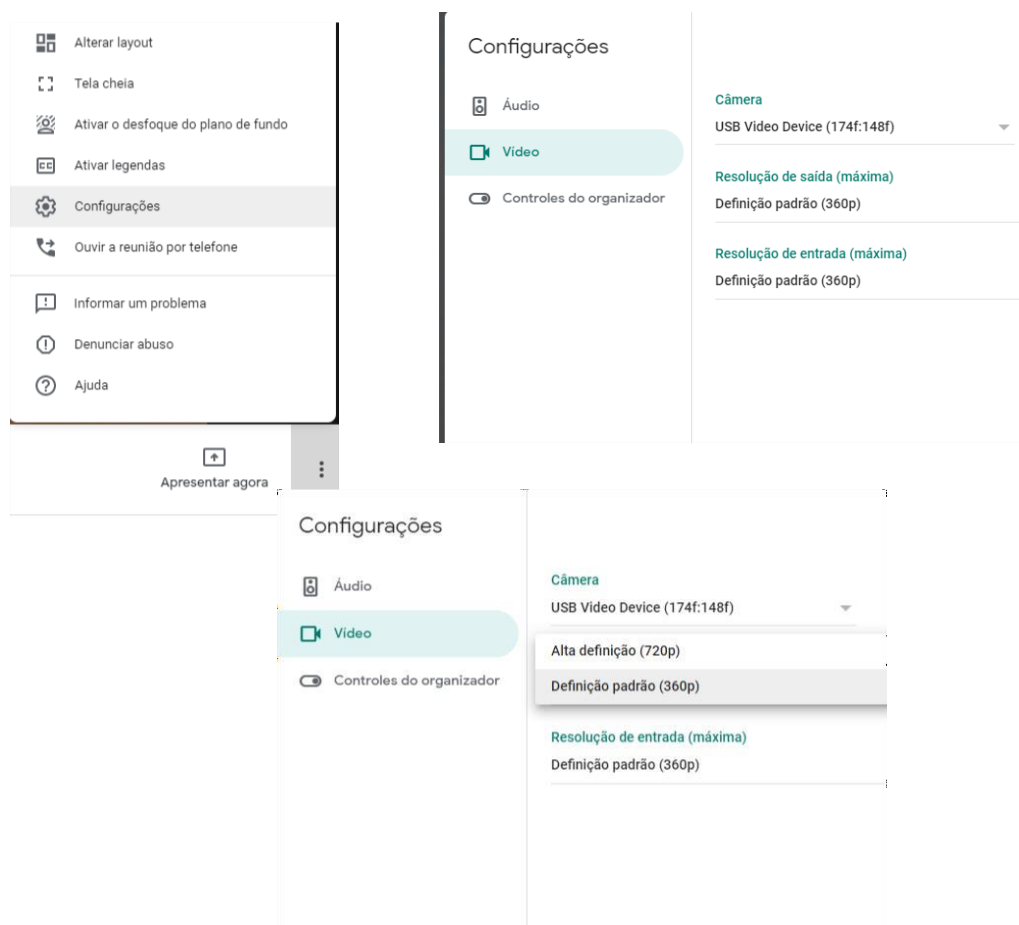 Alterar layout
Tela cheia
Ativar o desfoque do plano de fundo
Ativar legendas
Configurações
Ouvir a reunião por telefone
Informar um problema
Denunciar abuso
Ajuda
Apresentar agora
Configurações
Áudio
Vídeo
Controles do organizador
Câmera
USB Video Device (174f:148f)
Resolução de saída (máxima)
Definição padrão (360p)
Resolução de entrada (máxima)
Definição padrão (360p)
Configurações
Áudio
Vídeo
Controles do organizador
Câmera
USB Video Device (174f:148f)
Alta definição (720p)
Definição padrão (360p)
Resolução de entrada (máxima)
Definição padrão (360p)